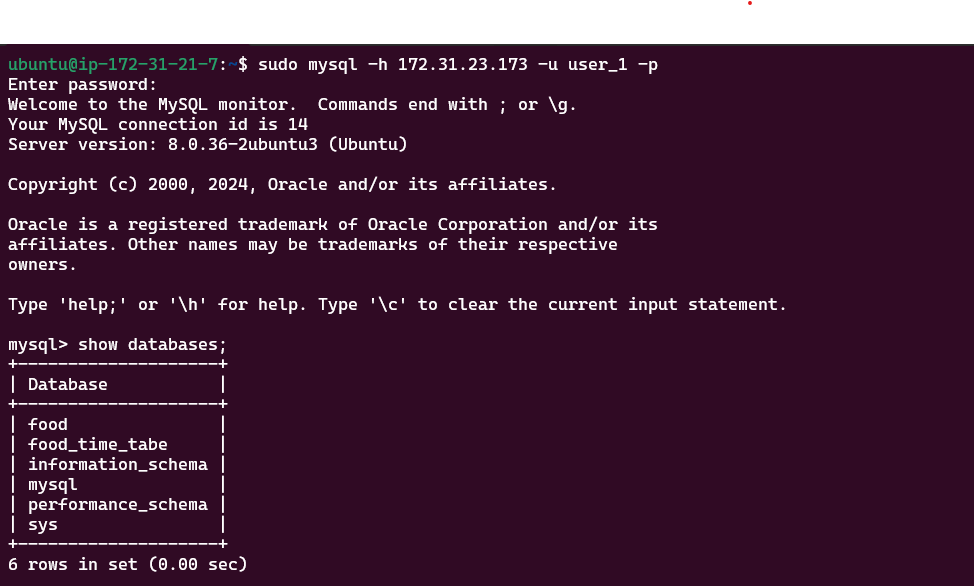 ubuntu@ip-172-31-21-7:~$ sudo mysql -h 172.31.23.173 -u user_1 -p
Enter password:
Welcome to the MySQL monitor.  Commands end with ; or \g.
Your MySQL connection id is 14
Server version: 8.0.36-2ubuntu3 (Ubuntu)
Copyright (c) 2000, 2024, Oracle and/or its affiliates.
Oracle is a registered trademark of Oracle Corporation and/or its
affiliates. Other names may be trademarks of their respective
owners.
Type 'help;' or '\h' for help. Type '\c' to clear the current input statement.
mysql> show databases;
+--------------------+
| Database           |
+--------------------+
| food               |
| food_time_tabe     |
| information_schema |
| mysql              |
| performance_schema |
| sys                |
+--------------------+
6 rows in set (0.00 sec)